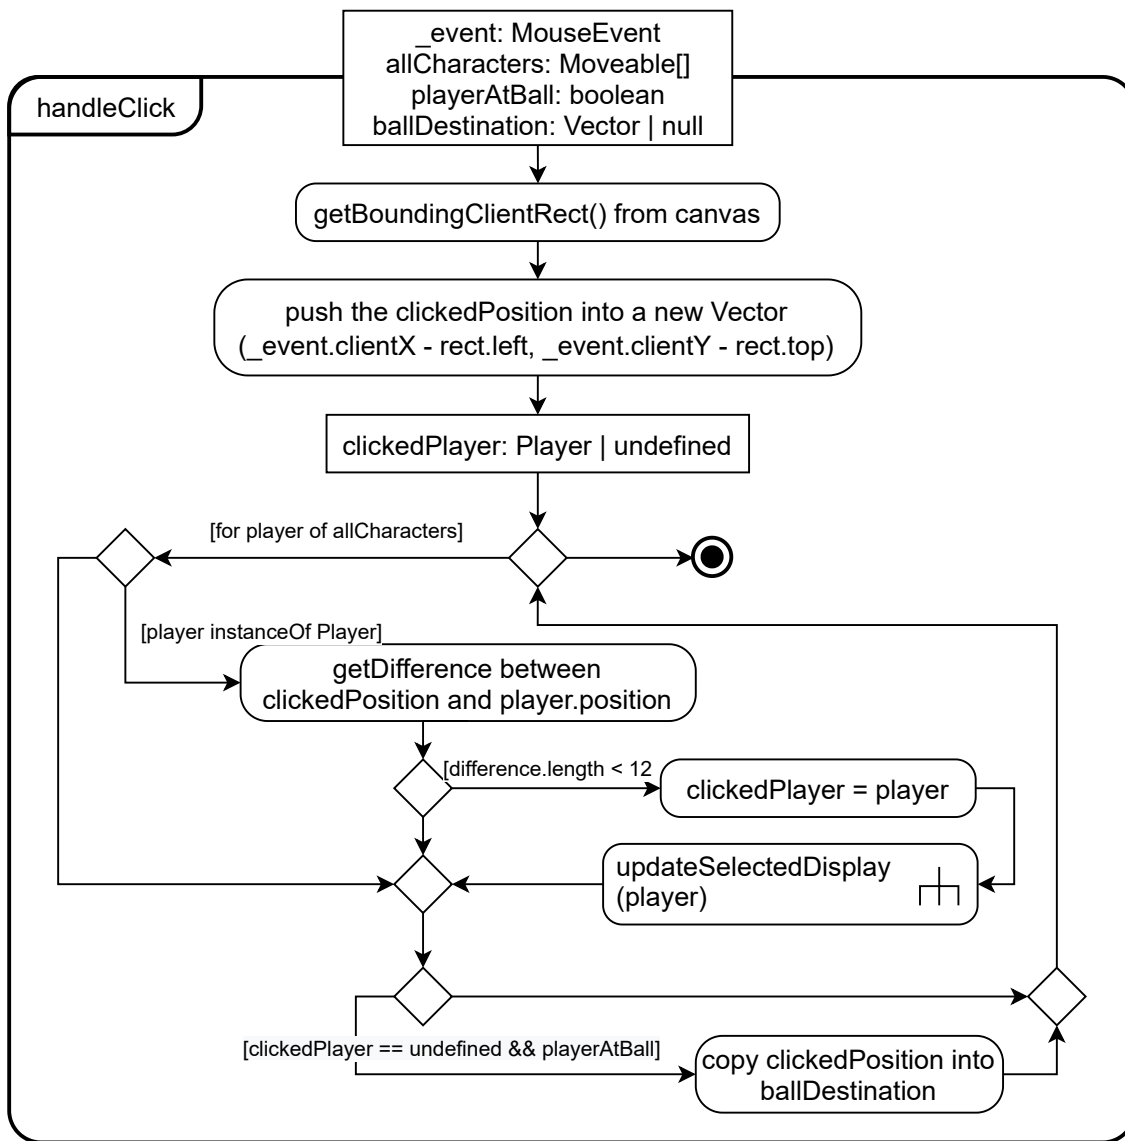 _event: MouseEvent
allCharacters: Moveable[]
playerAtBall: boolean
ballDestination: Vector | null
handleClick
getBoundingClientRect() from canvas
push the clickedPosition into a new Vector
(_event.clientX - rect.left, _event.clientY - rect.top)
clickedPlayer: Player | undefined
[for player of allCharacters]
[player instanceOf Player]
getDifference between
clickedPosition and player.position
[difference.length < 12
clickedPlayer = player
updateSelectedDisplay
(player)
[clickedPlayer == undefined && playerAtBall]
copy clickedPosition into
ballDestination